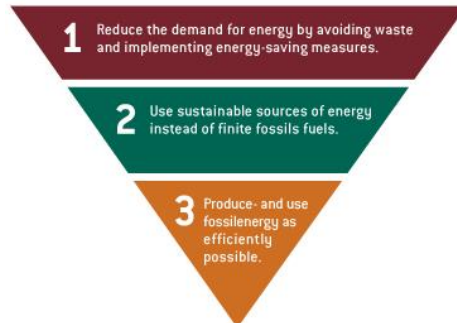 1 Reduce the demand for energy by avoiding waste
and implementing energy-saving measures.
2 Use sustainable sources of energy
instead of finite fossils fuels.
3 Produce- and use
fossilenergy as
efficiently
possible.